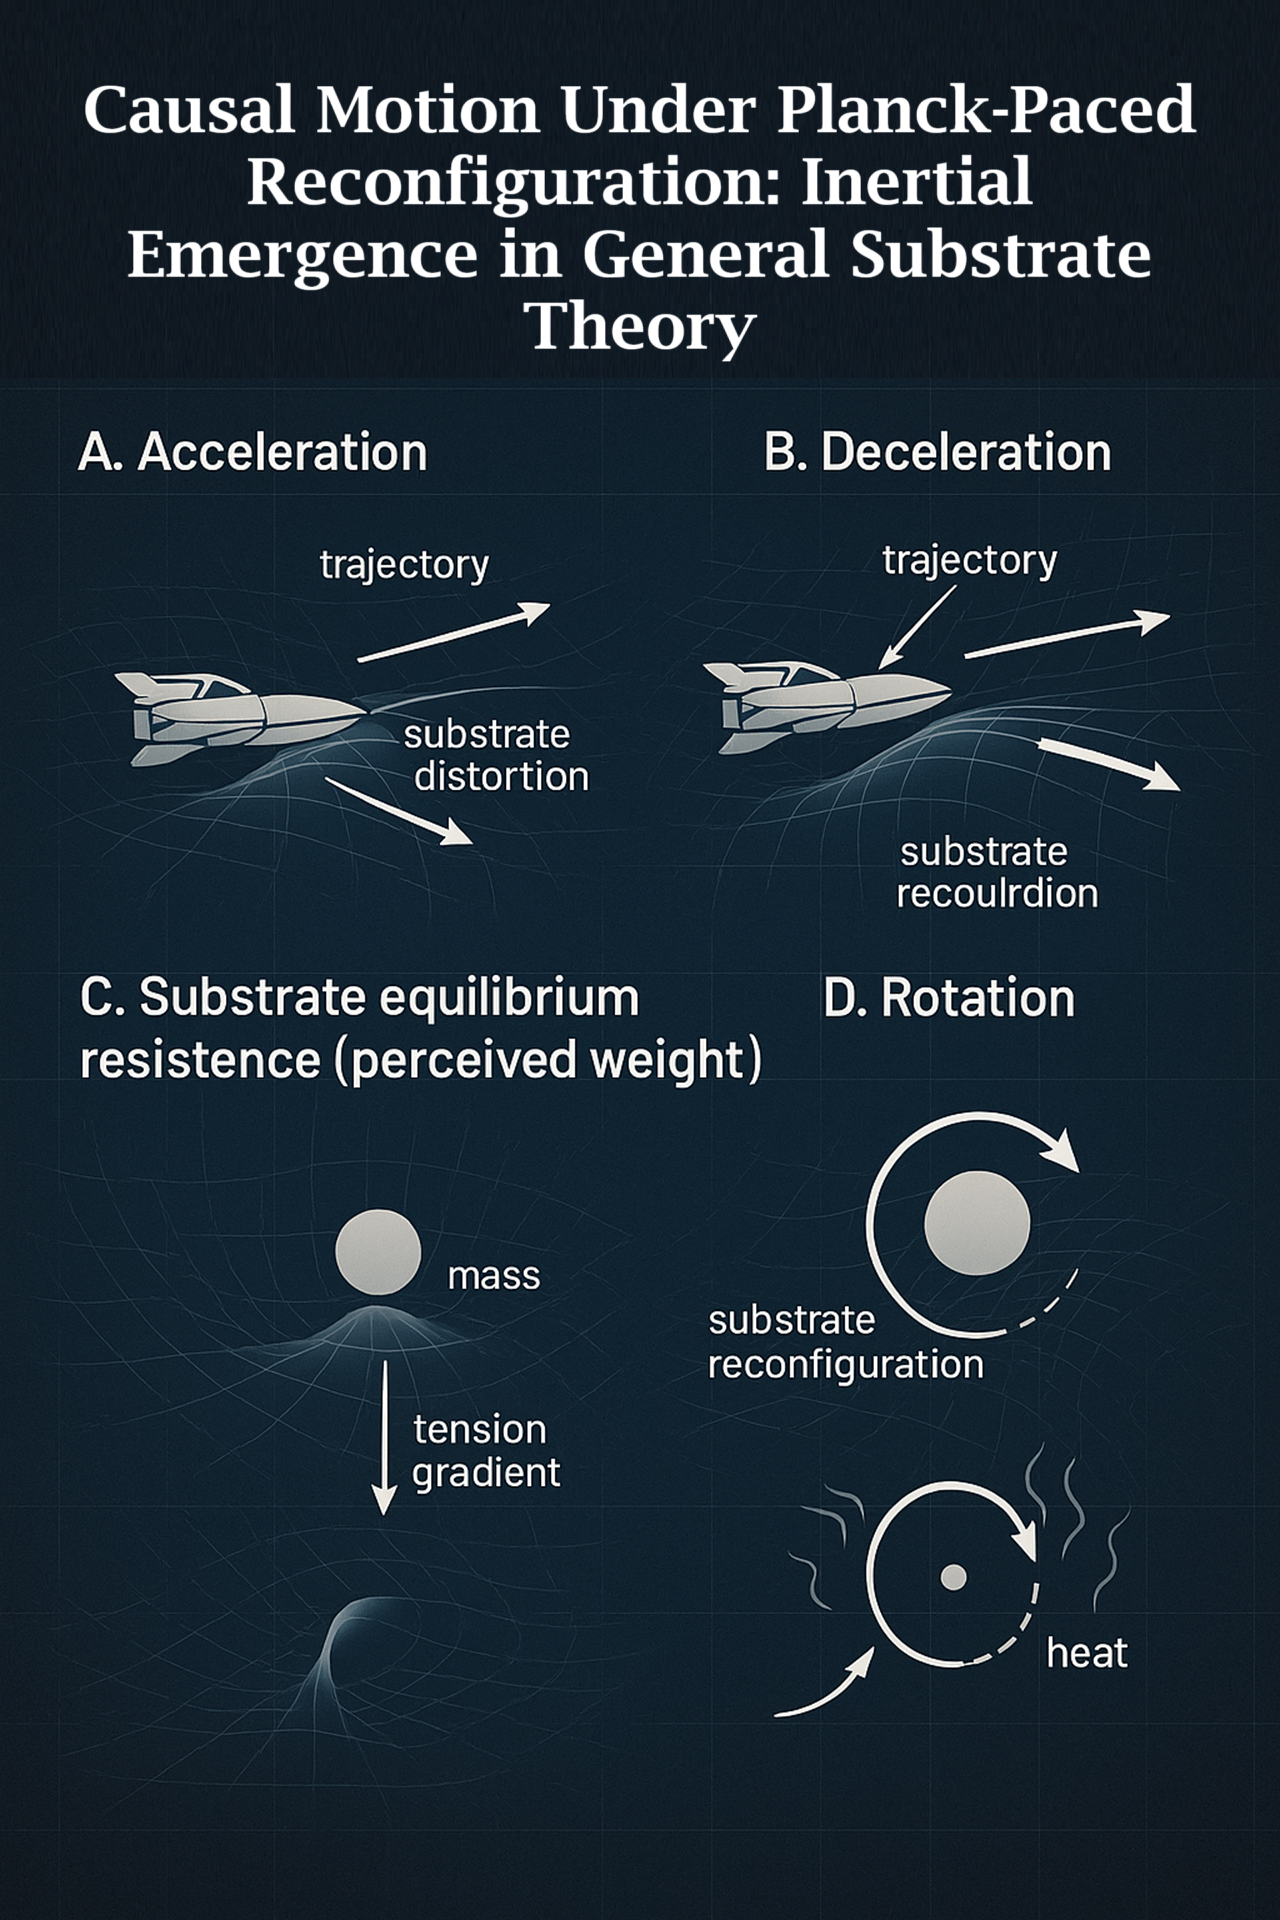 Causal Motion Under Planck-Paced
Reconfiguration: Inertial
Emergence in General Substrate
Theory
A. Acceleration
trajectory
substrate
distortion
B. Deceleration
trajectory
substrate
recoulrdion
C. Substrate equilibrium
resistence (perceived weight)
mass
tension
gradient
D. Rotation
substrate
reconfiguration
heat